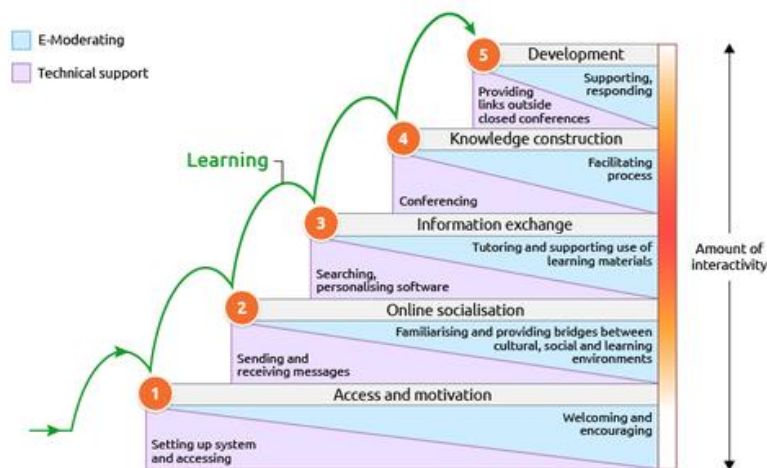 E-Moderating
Technical support
Learning
5
Development
Supporting,
responding
Providing
links outside
closed conferences
4
Knowledge construction
Facilitating
process
Conferencing
3
Information exchange
Tutoring and supporting use of
learning materials
Searching,
personalising software
2
Online socialisation
Familiarising and providing bridges between
cultural, social and learning
environments
Sending and
receiving messages
1
Access and motivation
Welcoming and
encouraging
Setting up system
and accessing
Amount of
interactivity